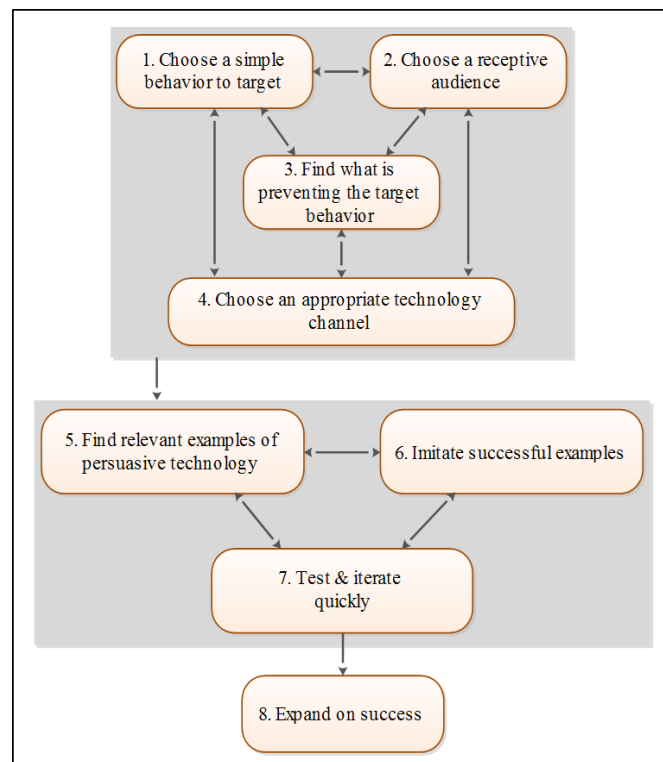 1. Choose a simple
behavior to target
2. Choose a receptive
audience
3. Find what is
preventing the target
behavior
4. Choose an appropriate technology
channel
5. Find relevant examples of
persuasive technology
6. Imitate successful examples
7. Test & iterate
quickly
8. Expand on success